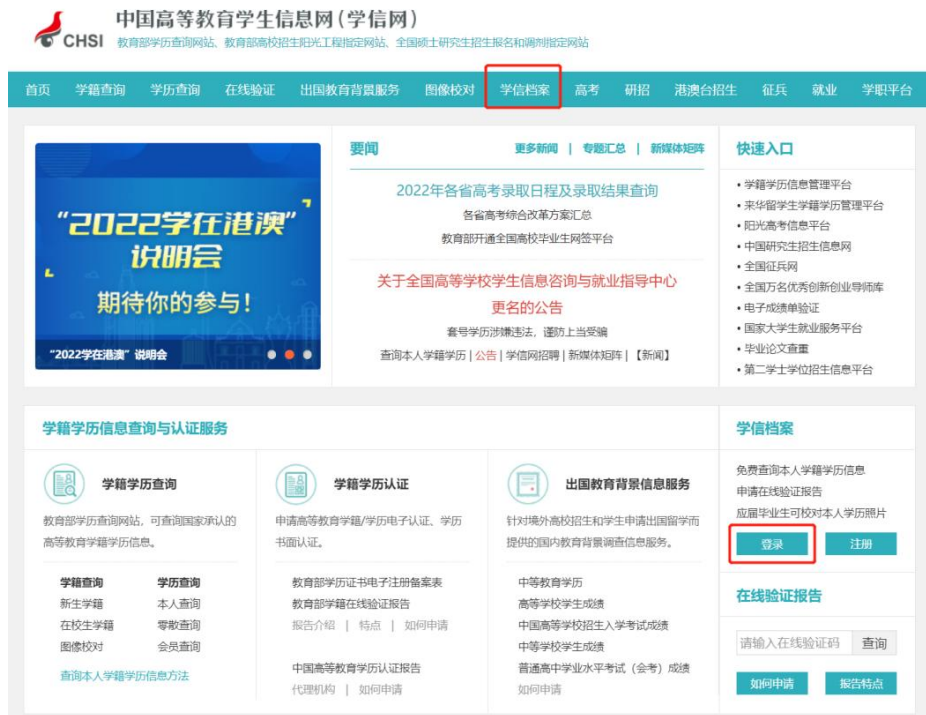 中国高等教育学生信息网(学信网)
CHSI 教育部学历查询网站、教育部高校招生阳光工程指定网站、全国硕士研究生招生报名和调剂指定网站
首页 学籍查询 学历查询 在线验证 出国教育背景服务 图像校对 学信档案 高考 研招 港澳台招生 征兵 就业 学职平台
“2022学在港澳”
说明会
期待你的参与!
“2022学在港澳”说明会
要闻 更多新闻 | 专题汇总 | 新媒体矩阵
2022年各省高考录取日程及录取结果查询
各省高考综合改革方案汇总
教育部开通全国高校毕业生网签平台
关于全国高等学校学生信息咨询与就业指导中心
更名的公告
套号学历涉嫌违法，谨防上当受骗
查询本人学籍学历 | 公告 | 学信网招聘 | 新媒体矩阵 | 【新闻】
快速入口
• 学籍学历信息管理平台
• 来华留学生学籍学历管理平台
• 阳光高考信息平台
• 中国研究生招生信息网
• 全国征兵网
• 全国万名优秀创新创业导师库
• 电子成绩单验证
• 国家大学生就业服务平台
• 毕业论文查重
• 第二学士学位招生信息平台
学籍学历信息查询与认证服务
学籍学历查询
教育部学历查询网站，可查询国家承认的
高等教育学籍学历信息。
学籍查询 学历查询
新生学籍 本人查询
在校生学籍 零散查询
图像校对 会员查询
查询本人学籍学历信息方法
学籍学历认证
申请高等教育学籍/学历电子认证、学历
书面认证。
教育部学历证书电子注册备案表
教育部学籍在线验证报告
报告介绍 | 特点 | 如何申请
中国高等教育学历认证报告
代理机构 | 如何申请
出国教育背景信息服务
针对境外高校招生和学生申请出国留学而
提供的国内教育背景调查信息服务。
中等教育学历
高等学校学生成绩
中国高等学校招生入学考试成绩
中等学校学生成绩
普通高中学业水平考试（会考）成绩
如何申请
学信档案
免费查询本人学籍学历信息
申请在线验证报告
应届毕业生可校对本人学历照片
登录 注册
在线验证报告
请输入在线验证码 查询
如何申请 报告特点